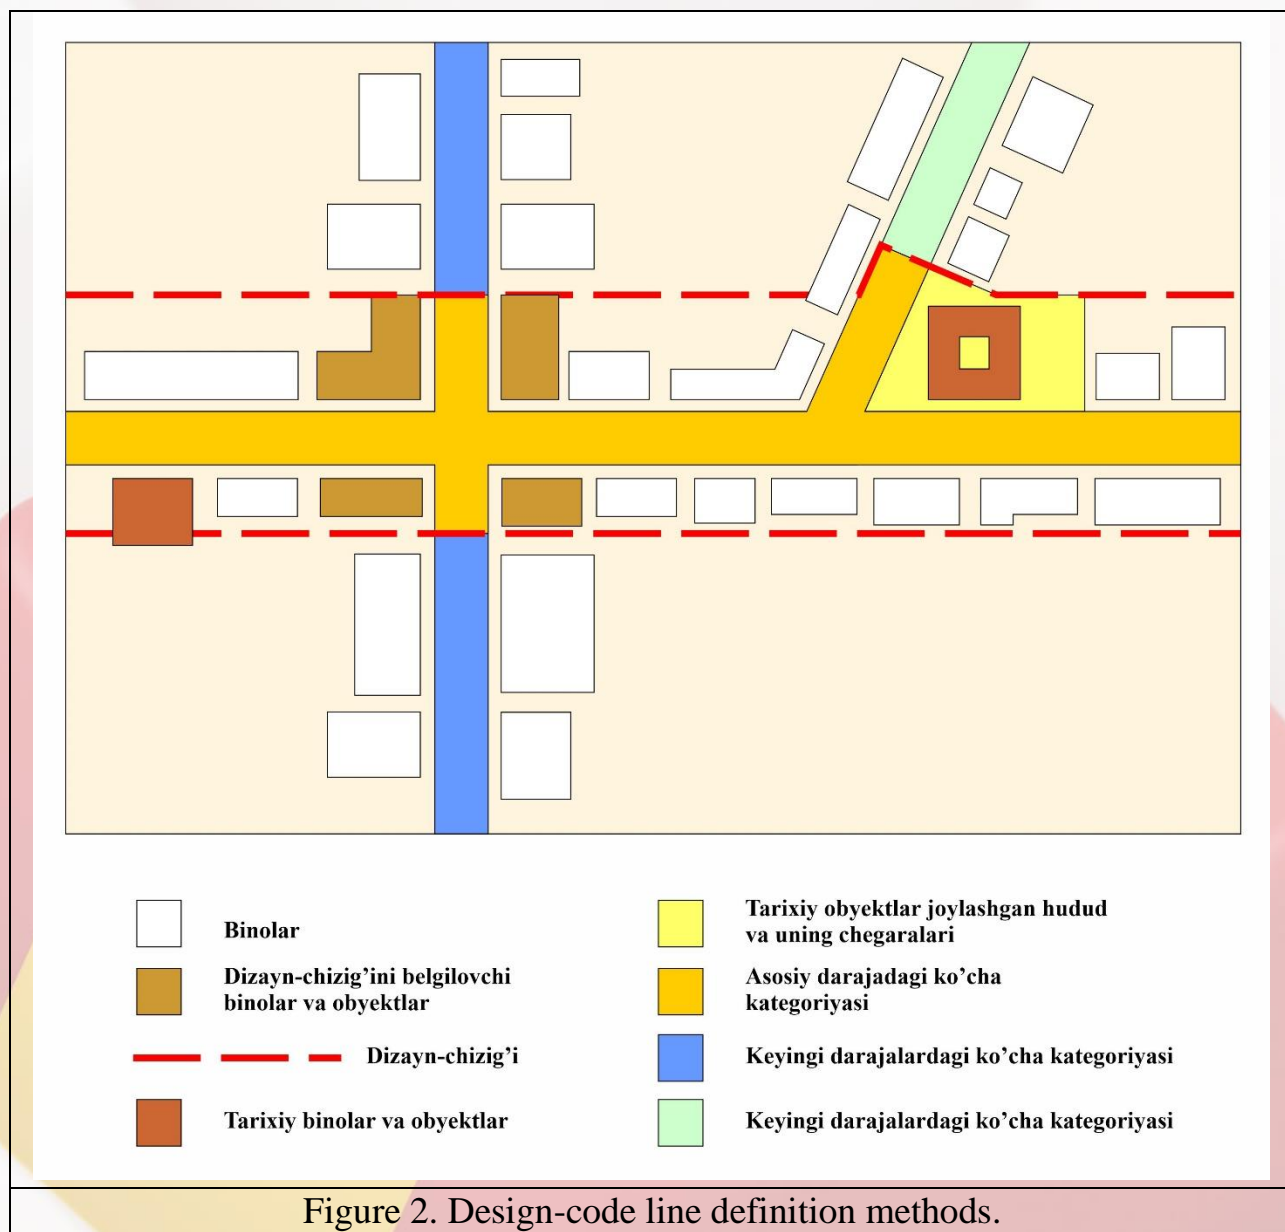 Binolar
Dizayn-chizig’ini belgilovchi
binolar va obyektlar
Dizayn-chizig’i
Tarixiy binolar va obyektlar
Tarixiy obyektlar joylashgan hudud
va uning chegaralari
Asosiy darajadagi ko’cha
kategoriyasi
Keyingi darajalardagi ko’cha kategoriyasi
Keyingi darajalardagi ko’cha kategoriyasi
Figure 2. Design-code line definition methods.